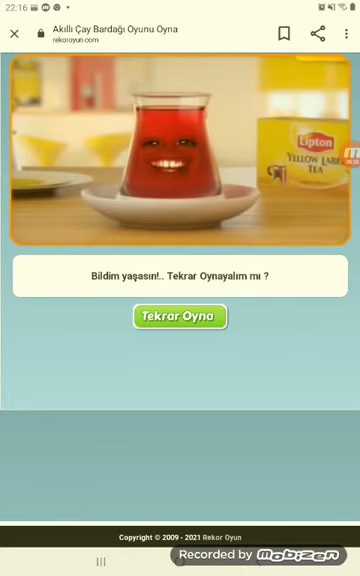 22:16
Akıllı Çay Bardağı Oyunu Oyna
rekoroyun.com
Lipton
YELLOW LABEL
TEA
Bildim yaşasın!.. Tekrar Oynayalım mı ?
Tekrar Oyna
Copyright © 2009 - 2021 Rekor Oyun
Recorded by Mobizen